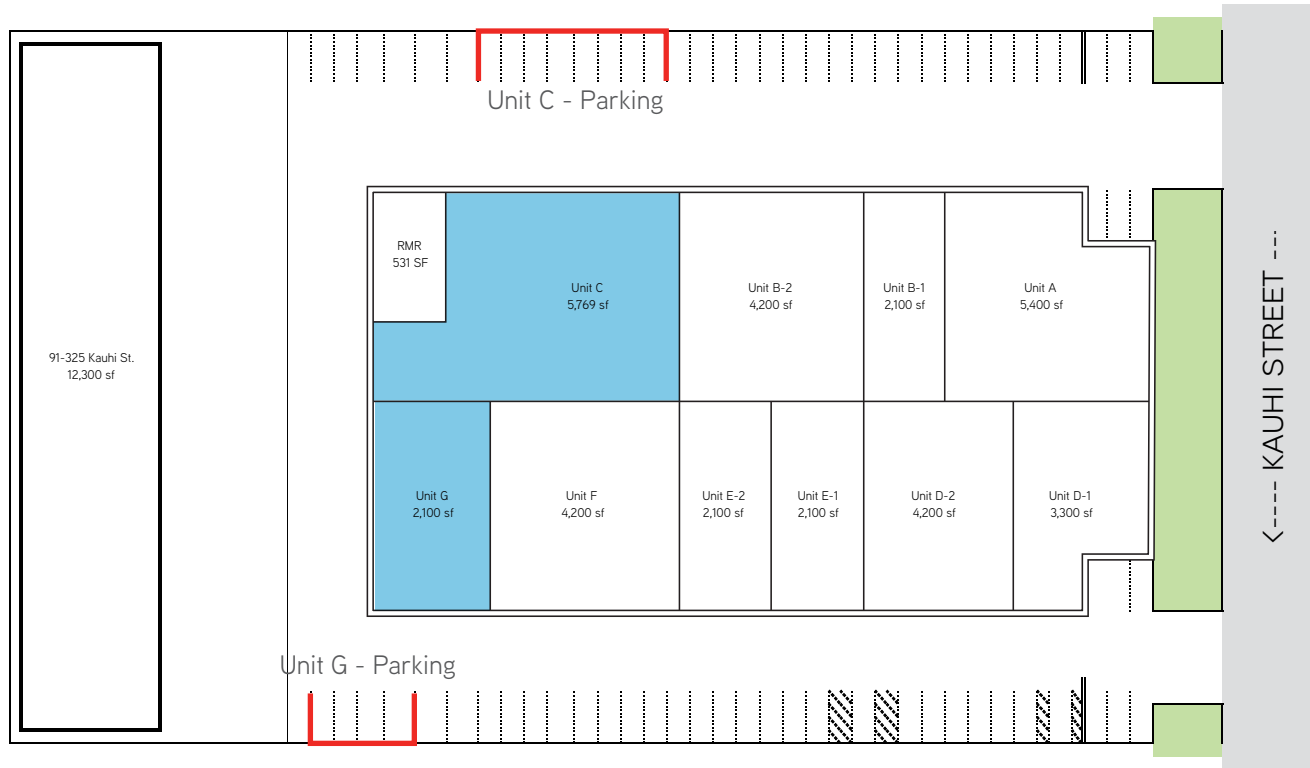 Unit C - Parking
RMR
531 SF
Unit C
5,769 sf
Unit B-2
4,200 sf
Unit B-1
2,100 sf
Unit A
5,400 sf
91-325 Kauhi St.
12,300 sf
Unit G
2,100 sf
Unit F
4,200 sf
Unit E-2
2,100 sf
Unit E-1
2,100 sf
Unit D-2
4,200 sf
Unit D-1
3,300 sf
Unit G - Parking
<----- KAUHI STREET ---·